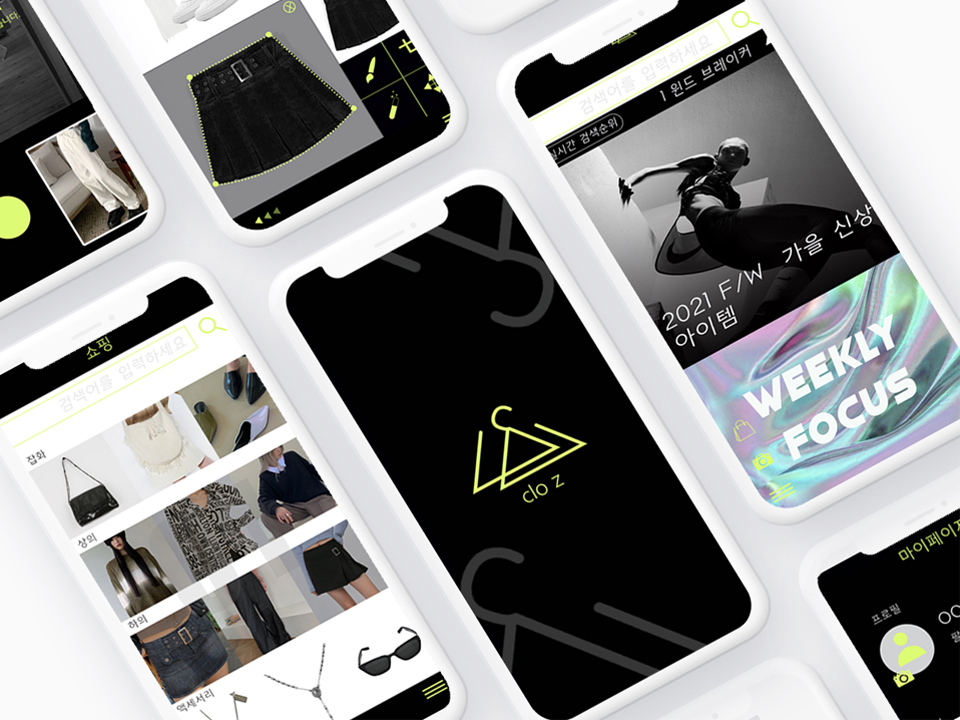 검색어를 입력하세요
1 윈드 브레이커
실시간 검색순위
2021 F/W 가을 신상
아이템
WEEKLY
FOCUS
쇼핑
검색어를 입력하세요
잡화
상의
하의
액세서리
clo z
마이페이지
프로필